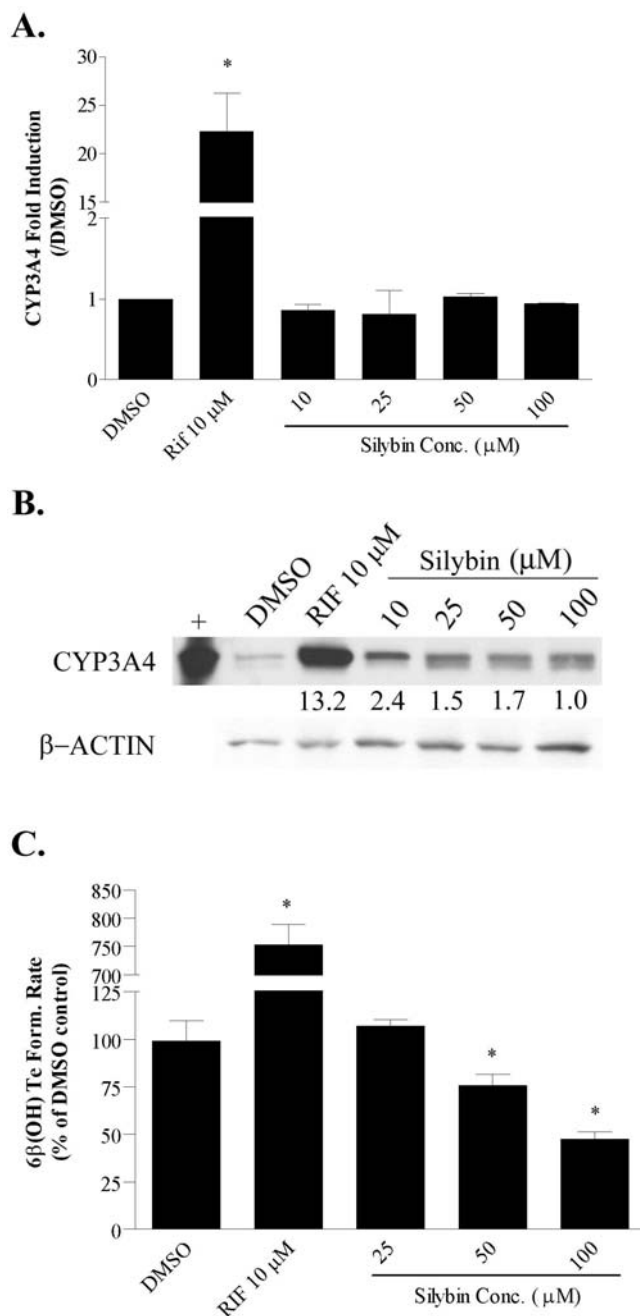 A.
CYP3A4 Fold Induction
(/DMSO)
30
25
20
15
2
1
0
*
DMSO
Rif 10 µM
10
25
50
100
Silybin Conc. (µM)
B.
+
DMSO
RIF 10 µM
Silybin (µM)
10
25
50
100
CYP3A4
13.2 2.4 1.5 1.7 1.0
β−ACTIN
C.
6β(OH) Te Form. Rate
(% of DMSO control)
850
800
750
700
125
100
75
50
25
0
*
*
*
DMSO
RIF 10 µM
25
50
100
Silybin Conc. (µM)